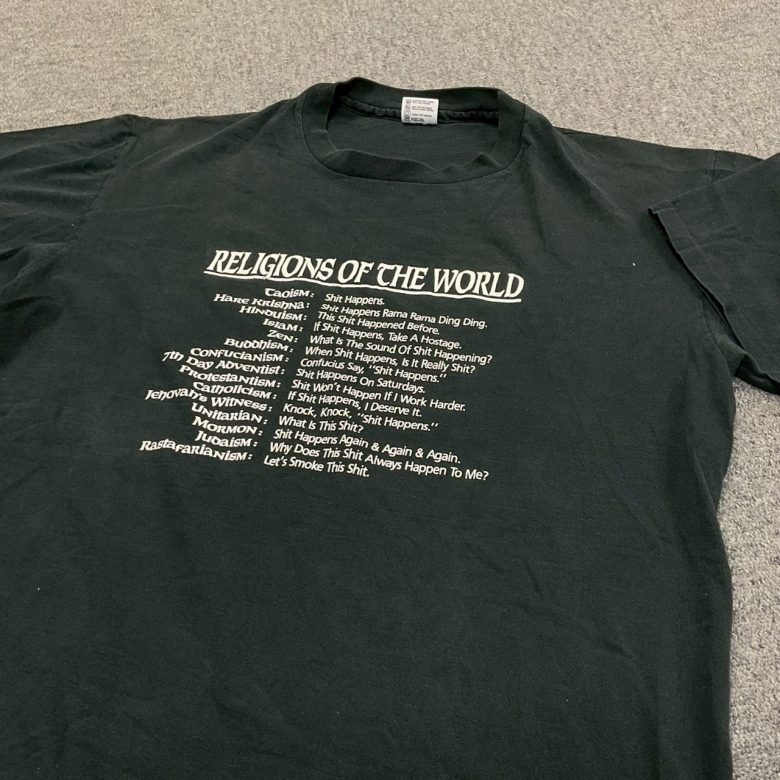 RELIGIONS OF THE WORLD
Taoism: Shit Happens.
Hare Krishna: Shit Happens Rama Rama Ding Ding.
Hinduism: This Shit Happened Before.
Islam: If Shit Happens, Take A Hostage.
Zen: What Is The Sound Of Shit Happening?
Buddhism: When Shit Happens, Is It Really Shit?
Confucianism: Confucius Say, "Shit Happens."
7th Day Adventist: Shit Happens On Saturdays.
Protestantism: Shit Won't Happen If I Work Harder.
Catholicism: If Shit Happens, I Deserve It.
Jehovah's Witness: Knock, Knock, "Shit Happens."
Unitarian: What Is This Shit?
Mormon: Shit Happens Again & Again & Again.
Judaism: Why Does This Shit Always Happen To Me?
Rastafarianism: Let's Smoke This Shit.